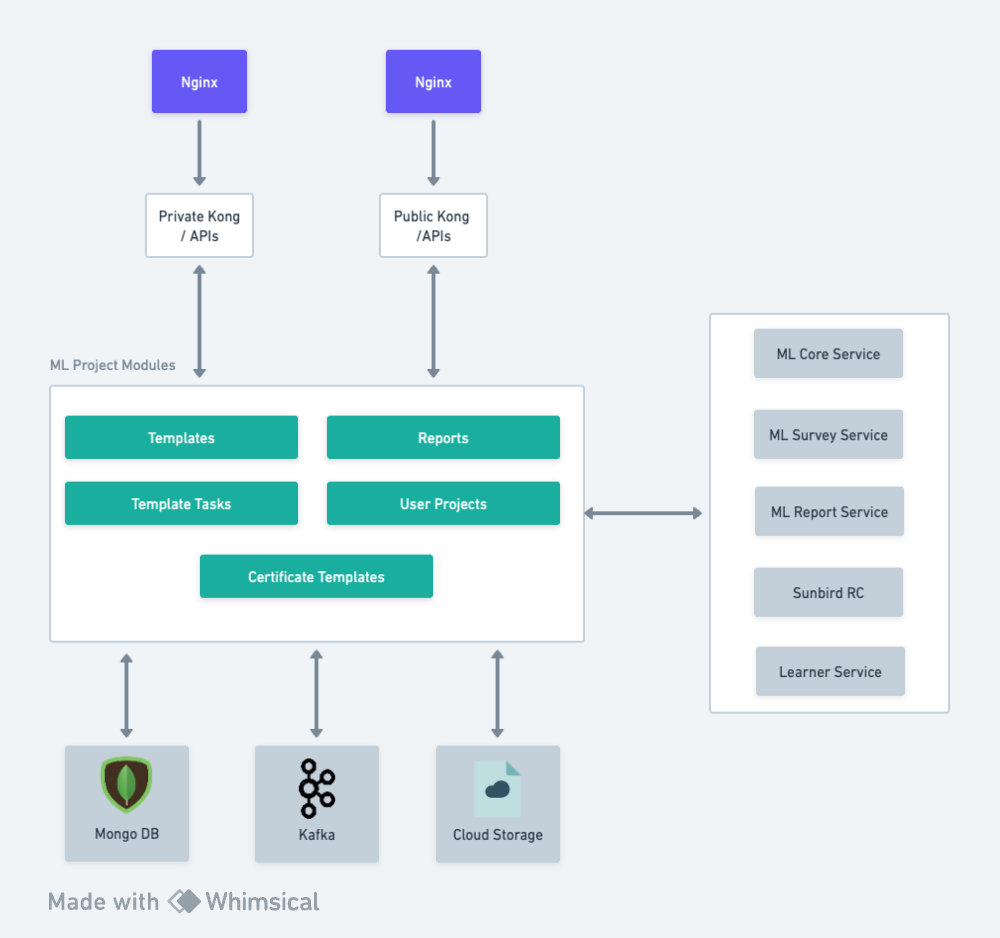 Nginx
Nginx
Private Kong
/ APIs
Public Kong
/APIs
ML Project Modules
Templates
Reports
Template Tasks
User Projects
Certificate Templates
ML Core Service
ML Survey Service
ML Report Service
Sunbird RC
Learner Service
Mongo DB
Kafka
Cloud Storage
Made with Whimsical